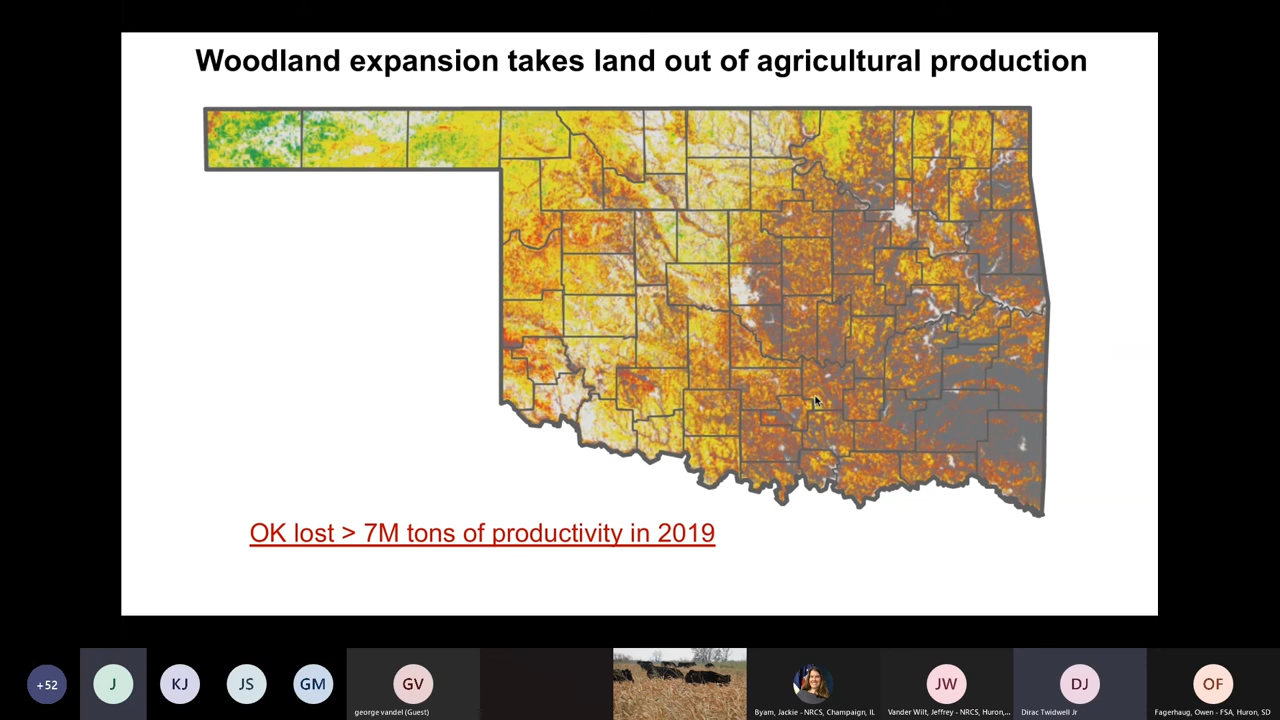 Woodland expansion takes land out of agricultural production
OK lost > 7M tons of productivity in 2019
+52
J
KJ
JS
GM
GV
JW
DJ
OF
george vandel (Guest)
Byam, Jackie - NRCS, Champaign, IL
Vander Wilt, Jeffrey - NRCS, Huron,...
Dirac Twidwell Jr
Fagerhaug, Owen - FSA, Huron, SD